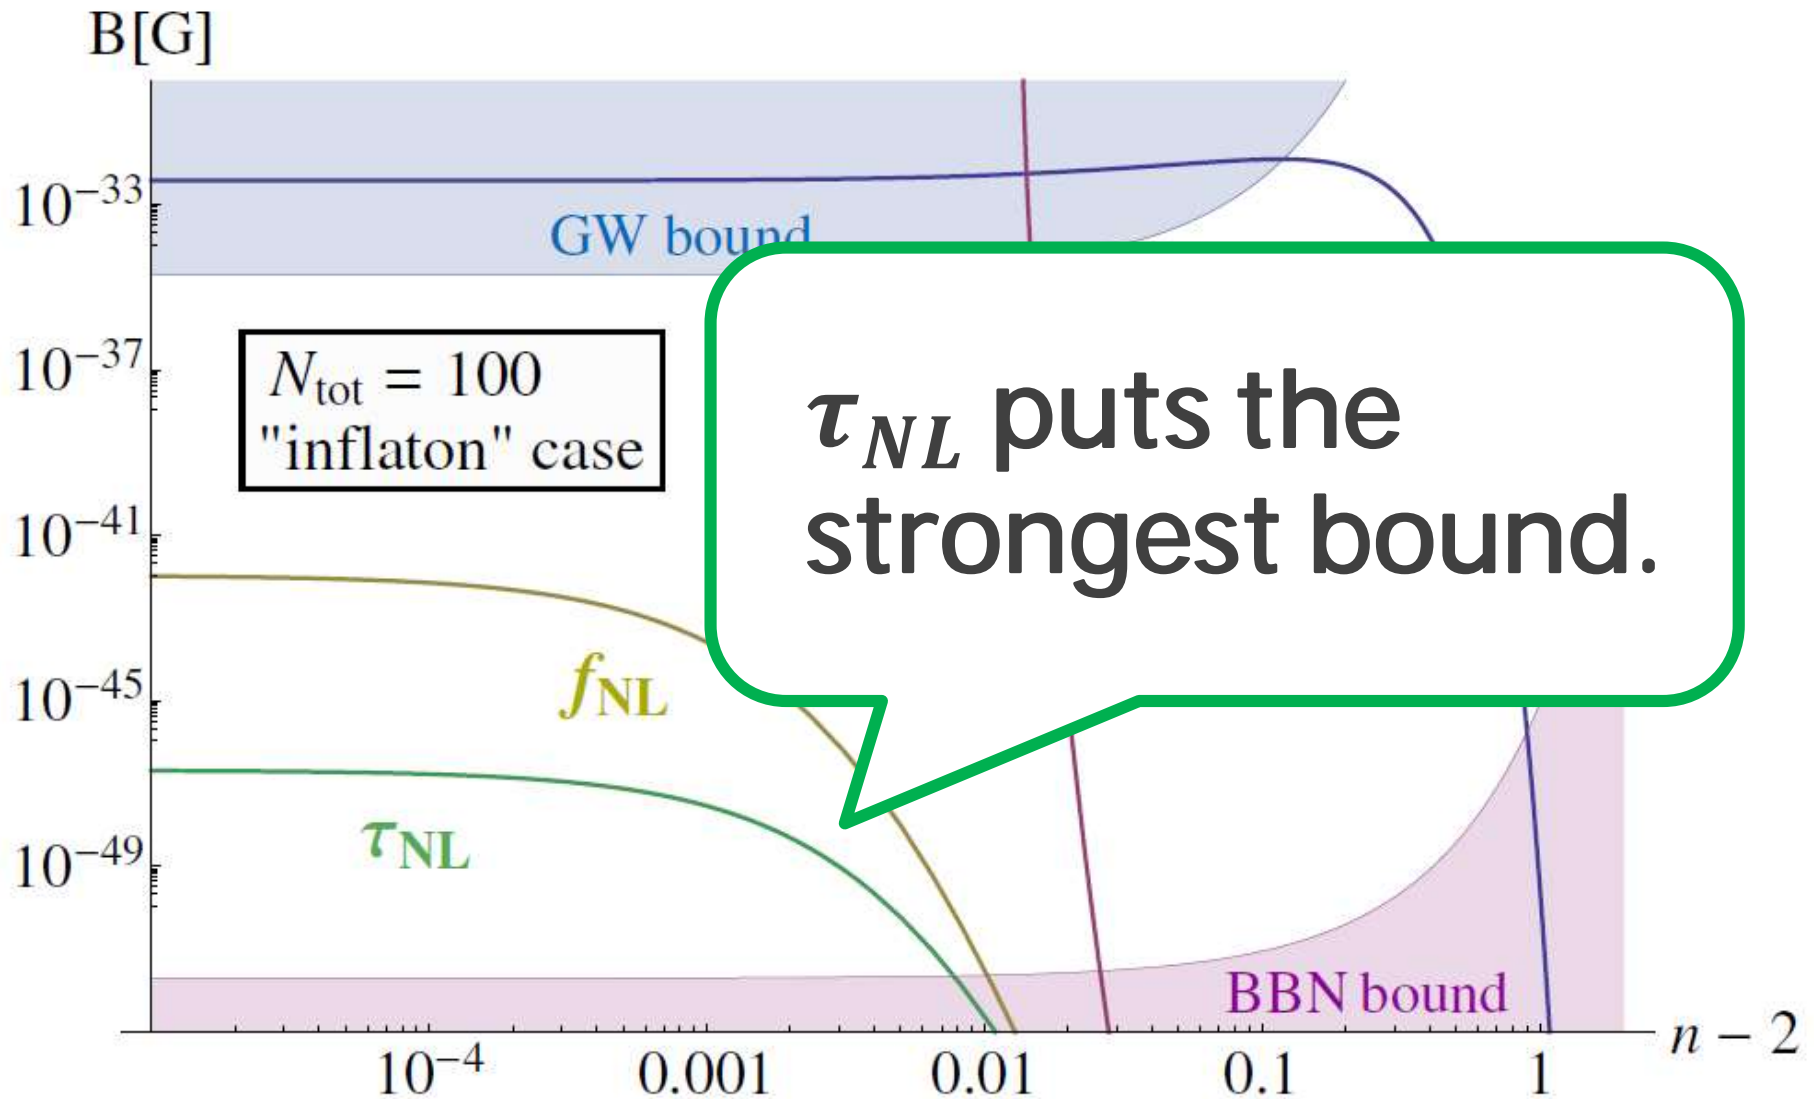 B[G]
10⁻³³
GW bound
10⁻³⁷
N_tot = 100
"inflaton" case
τ_NL puts the
strongest bound.
10⁻⁴¹
f_NL
10⁻⁴⁵
τ_NL
10⁻⁴⁹
BBN bound
n − 2
10⁻⁴ 0.001 0.01 0.1 1